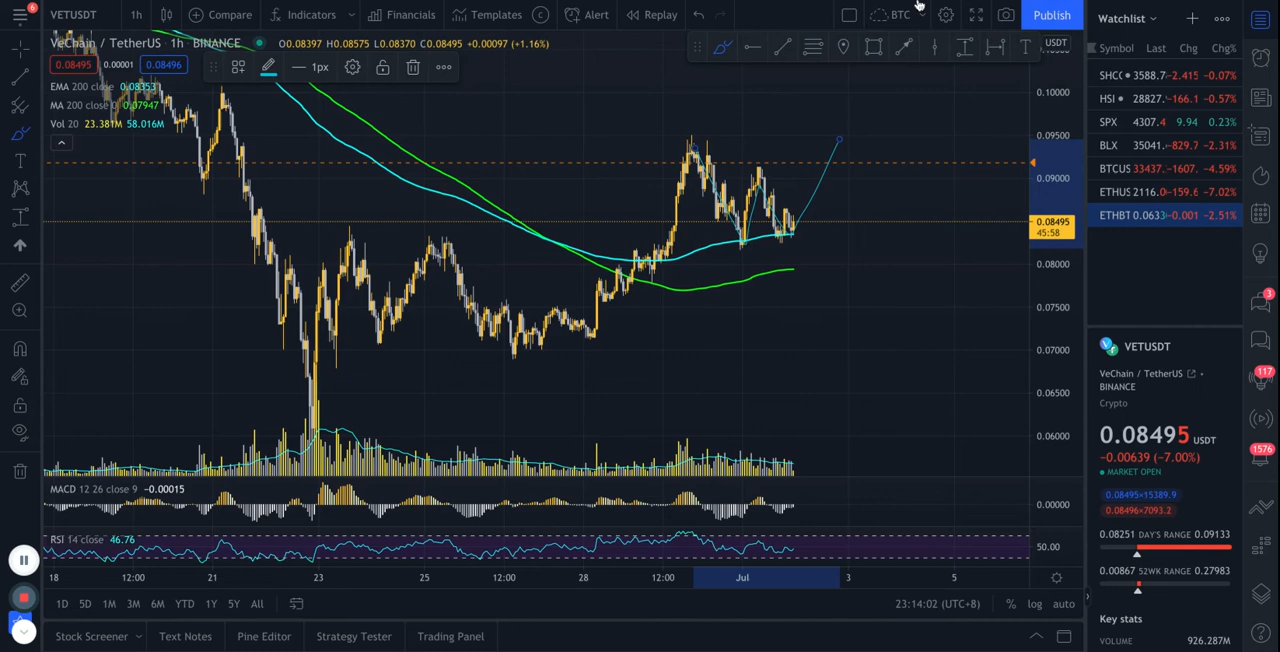 6
VETUSDT 1h Compare Indicators Financials Templates C Alert Replay BTC Publish
VeChain / TetherUS · 1h · BINANCE O0.08397 H0.08575 L0.08370 C0.08495 +0.00097 (+1.16%)
USDT
0.08495 0.00001 0.08496
1px
EMA 200 close 0 0.08353
MA 200 close 0 0.07947
Vol 20 23.381M 58.016M
0.10000
0.09500
0.09000
0.08495
45:58
0.08000
0.07500
0.07000
0.06500
0.06000
MACD 12 26 close 9 −0.00015
0.00000
RSI 14 close 46.76
50.00
18 12:00 21 23 25 12:00 28 12:00 Jul 3 5
1D 5D 1M 3M 6M YTD 1Y 5Y All
23:14:02 (UTC+8) % log auto
Stock Screener Text Notes Pine Editor Strategy Tester Trading Panel
Watchlist
Symbol Last Chg Chg%
SHC 3588.7 −2.415 −0.07%
HSI 28827. −166.1 −0.57%
SPX 4307.4 9.94 0.23%
BLX 35041. −829.7 −2.31%
BTCUS 33437. −1607. −4.59%
ETHUS 2116.0 −159.6 −7.02%
ETHBT 0.0633 −0.001 −2.51%
VETUSDT
VeChain / TetherUS
BINANCE
Crypto
0.08495 USDT
−0.00639 (−7.00%)
MARKET OPEN
0.08495×15389.9
0.08496×7093.2
0.08251 DAY'S RANGE 0.09133
0.00867 52WK RANGE 0.27983
Key stats
VOLUME 926.287M
3
117
1576